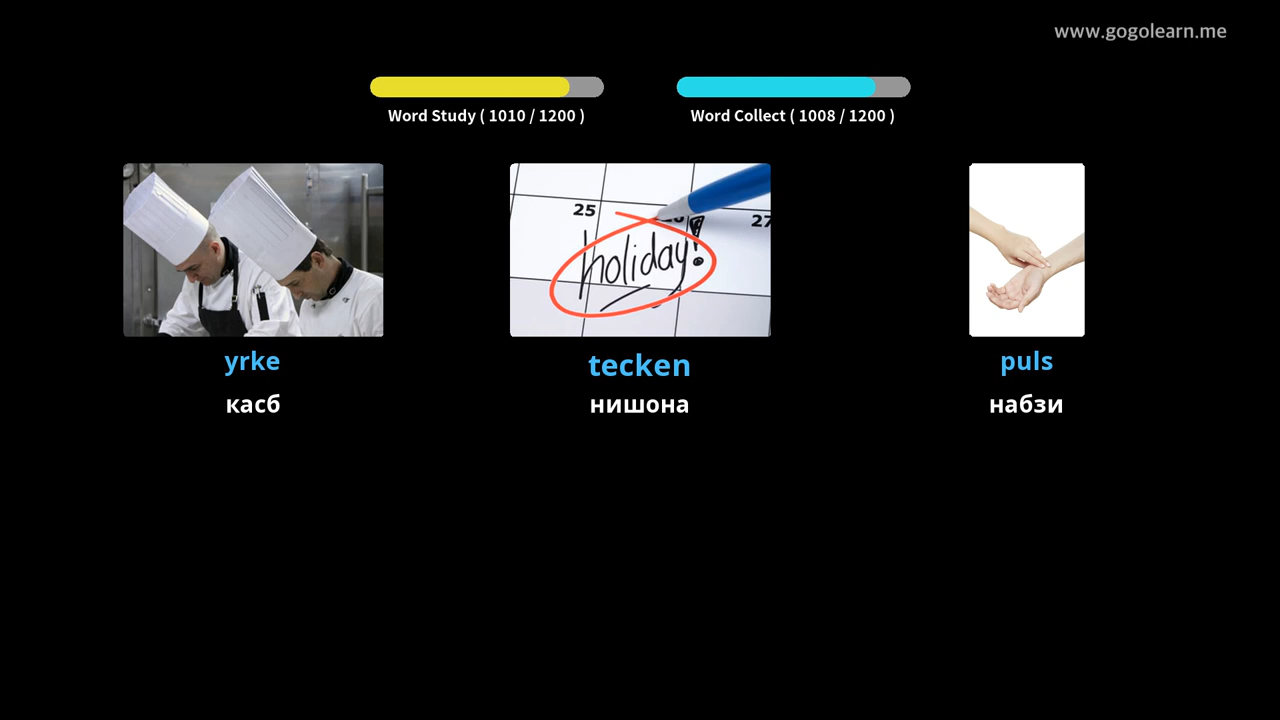 www.gogolearn.me
Word Study ( 1010 / 1200 )
Word Collect ( 1008 / 1200 )
25
27
holiday!
yrke
tecken
puls
касб
нишона
набзи